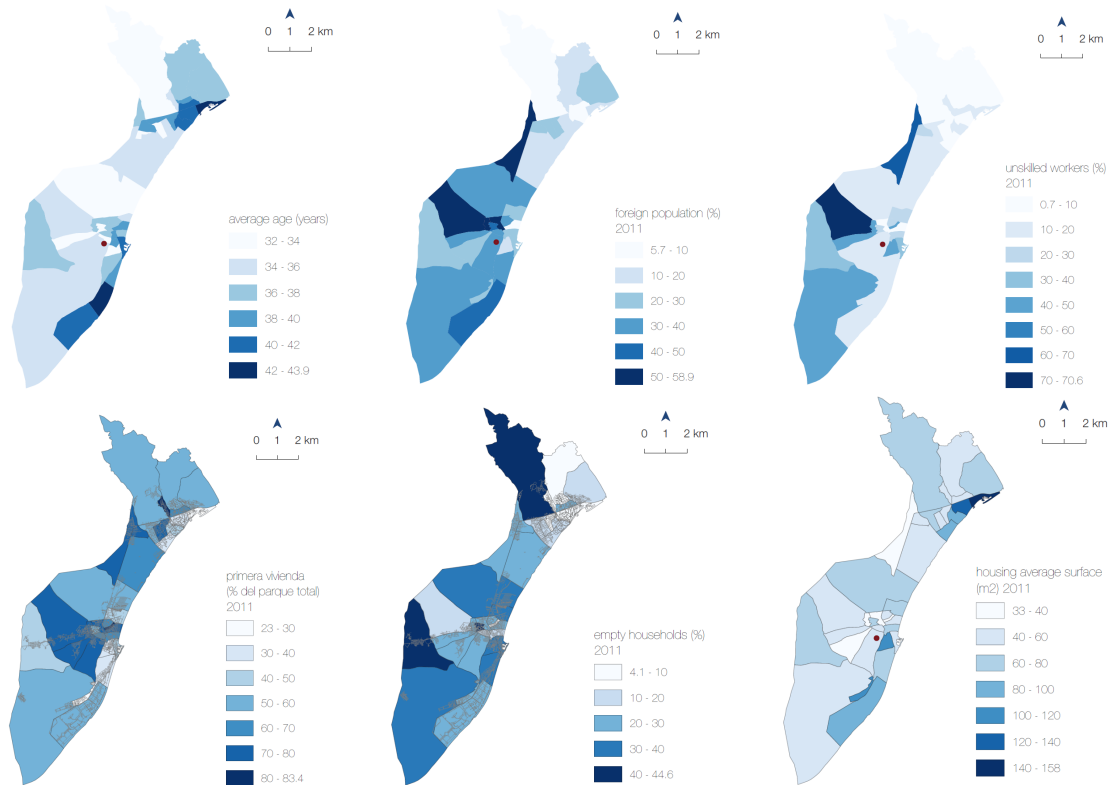 0 1 2 km
average age (years)
32 - 34
34 - 36
36 - 38
38 - 40
40 - 42
42 - 43.9
0 1 2 km
foreign population (%)
2011
5.7 - 10
10 - 20
20 - 30
30 - 40
40 - 50
50 - 58.9
0 1 2 km
unskilled workers (%)
2011
0.7 - 10
10 - 20
20 - 30
30 - 40
40 - 50
50 - 60
60 - 70
70 - 70.6
0 1 2 km
primera vivienda
(% del parque total)
2011
23 - 30
30 - 40
40 - 50
50 - 60
60 - 70
70 - 80
80 - 83.4
0 1 2 km
empty households (%)
2011
4.1 - 10
10 - 20
20 - 30
30 - 40
40 - 44.6
0 1 2 km
housing average surface
(m2) 2011
33 - 40
40 - 60
60 - 80
80 - 100
100 - 120
120 - 140
140 - 158